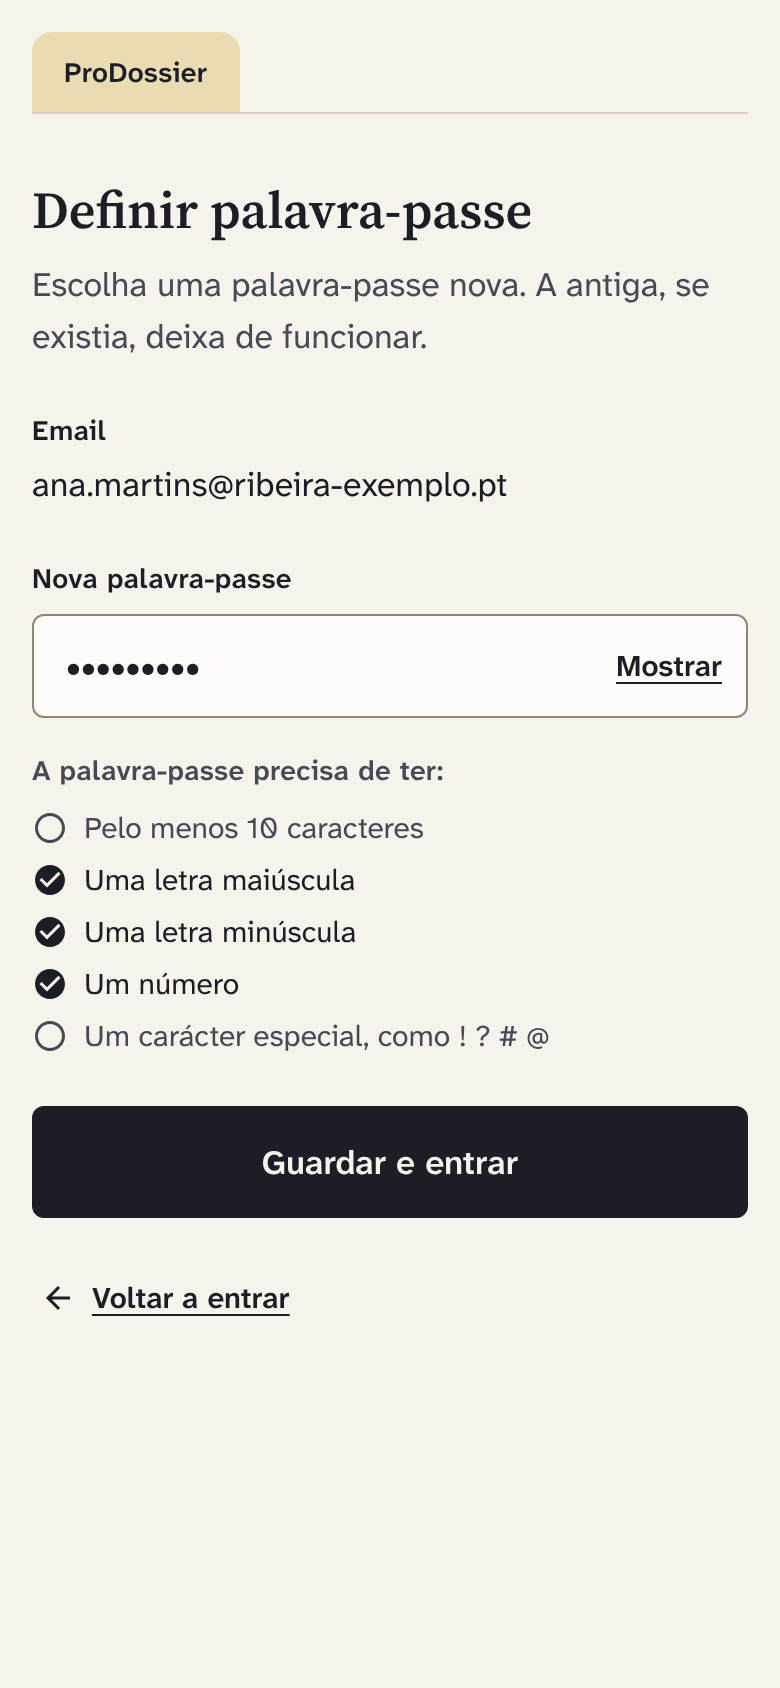 ProDossier
Definir palavra-passe
Escolha uma palavra-passe nova. A antiga, se
existia, deixa de funcionar.
Email
ana.martins@ribeira-exemplo.pt
Nova palavra-passe
•••••••••
Mostrar
A palavra-passe precisa de ter:
Pelo menos 10 caracteres
Uma letra maiúscula
Uma letra minúscula
Um número
Um carácter especial, como ! ? # @
Guardar e entrar
← Voltar a entrar